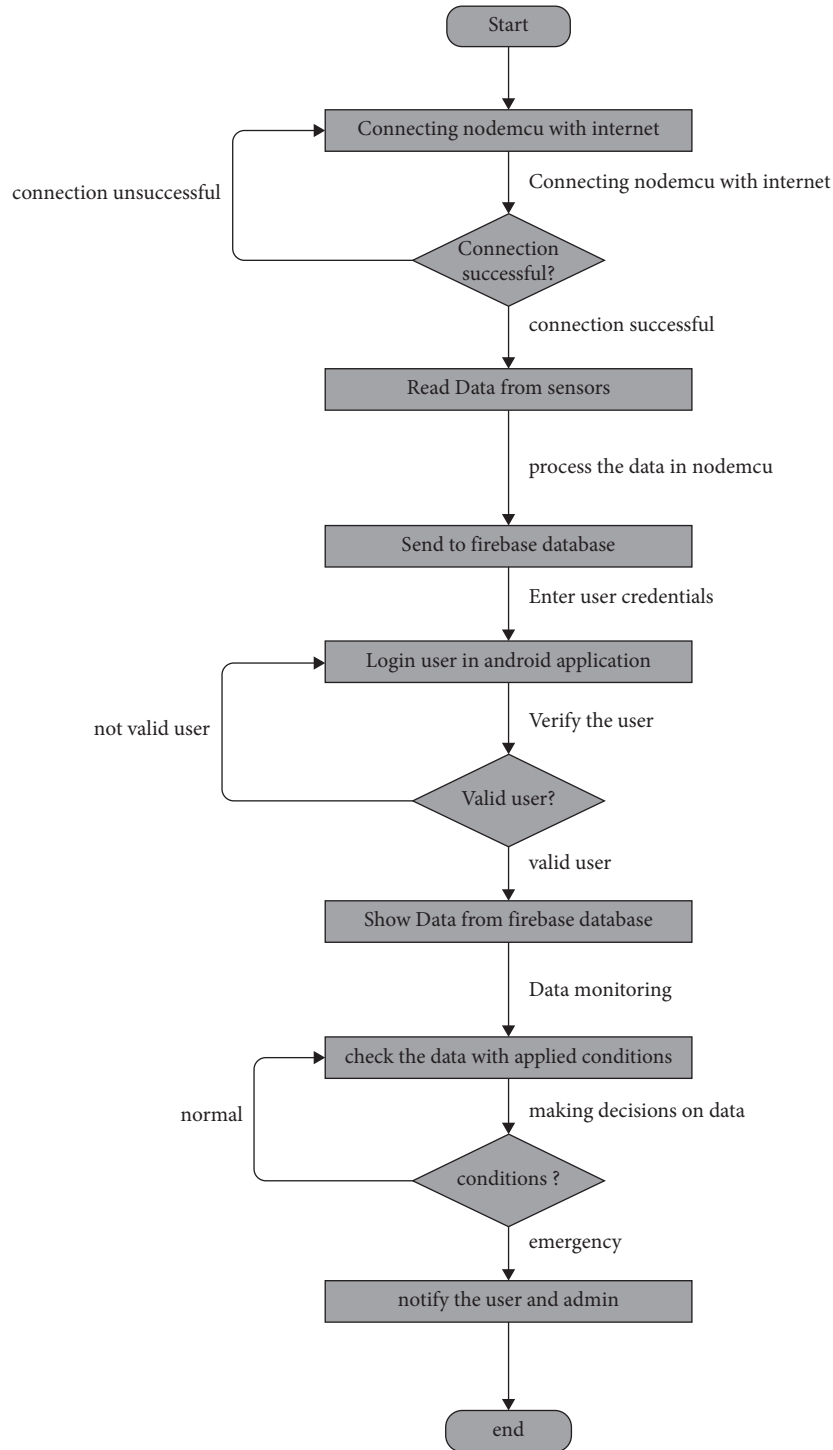 Start
Connecting nodemcu with internet
connection unsuccessful
Connecting nodemcu with internet
Connection
successful?
connection successful
Read Data from sensors
process the data in nodemcu
Send to firebase database
Enter user credentials
Login user in android application
not valid user
Verify the user
Valid user?
valid user
Show Data from firebase database
Data monitoring
check the data with applied conditions
normal
making decisions on data
conditions ?
emergency
notify the user and admin
end